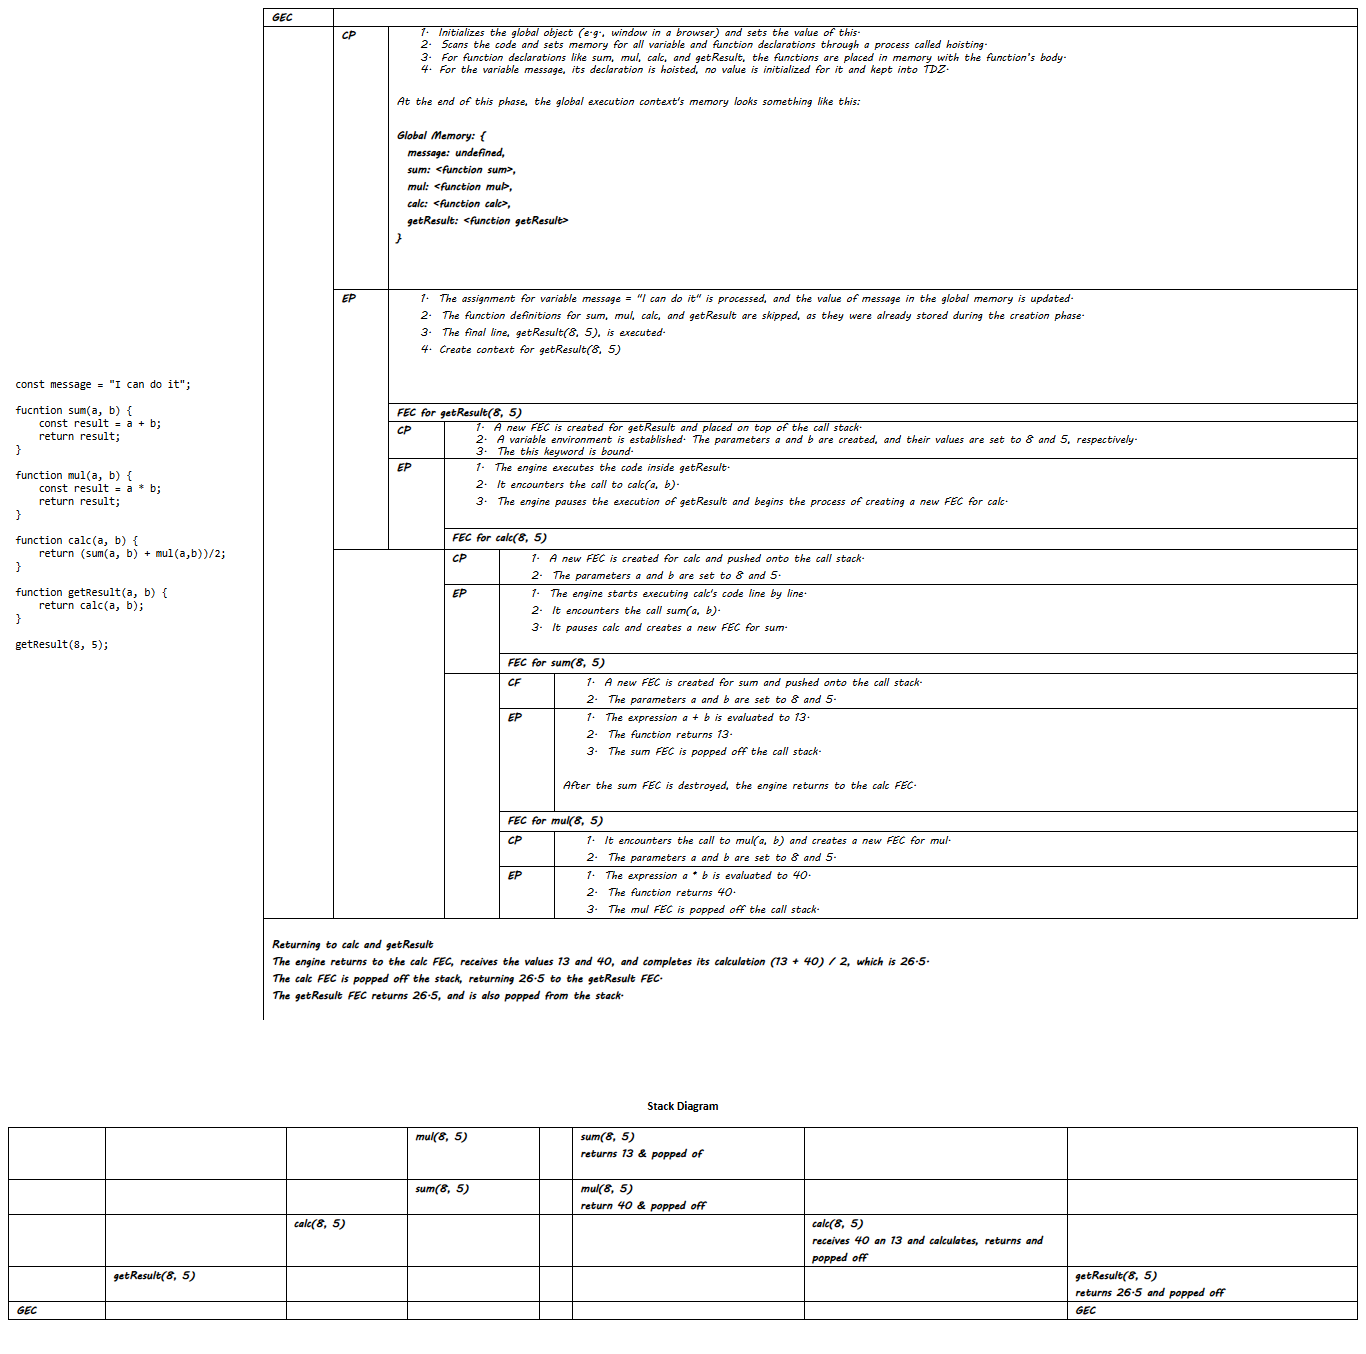 GEC
CP
1. Initializes the global object (e.g., window in a browser) and sets the value of this.
2. Scans the code and sets memory for all variable and function declarations through a process called hoisting.
3. For function declarations like sum, mul, calc, and getResult, the functions are placed in memory with the function's body.
4. For the variable message, its declaration is hoisted, no value is initialized for it and kept into TDZ.
At the end of this phase, the global execution context's memory looks something like this:
Global Memory: {
message: undefined,
sum: <function sum>,
mul: <function mul>,
calc: <function calc>,
getResult: <function getResult>
}
EP
1. The assignment for variable message = "I can do it" is processed, and the value of message in the global memory is updated.
2. The function definitions for sum, mul, calc, and getResult are skipped, as they were already stored during the creation phase.
3. The final line, getResult(8, 5), is executed.
4. Create context for getResult(8, 5)
const message = "I can do it";
fucntion sum(a, b) {
const result = a + b;
return result;
}
function mul(a, b) {
const result = a * b;
return result;
}
function calc(a, b) {
return (sum(a, b) + mul(a,b))/2;
}
function getResult(a, b) {
return calc(a, b);
}
getResult(8, 5);
FEC for getResult(8, 5)
CP
1. A new FEC is created for getResult and placed on top of the call stack.
2. A variable environment is established. The parameters a and b are created, and their values are set to 8 and 5, respectively.
3. The this keyword is bound.
EP
1. The engine executes the code inside getResult.
2. It encounters the call to calc(a, b).
3. The engine pauses the execution of getResult and begins the process of creating a new FEC for calc.
FEC for calc(8, 5)
CP
1. A new FEC is created for calc and pushed onto the call stack.
2. The parameters a and b are set to 8 and 5.
EP
1. The engine starts executing calc's code line by line.
2. It encounters the call sum(a, b).
3. It pauses calc and creates a new FEC for sum.
FEC for sum(8, 5)
CF
1. A new FEC is created for sum and pushed onto the call stack.
2. The parameters a and b are set to 8 and 5.
EP
1. The expression a + b is evaluated to 13.
2. The function returns 13.
3. The sum FEC is popped off the call stack.
After the sum FEC is destroyed, the engine returns to the calc FEC.
FEC for mul(8, 5)
CP
1. It encounters the call to mul(a, b) and creates a new FEC for mul.
2. The parameters a and b are set to 8 and 5.
EP
1. The expression a * b is evaluated to 40.
2. The function returns 40.
3. The mul FEC is popped off the call stack.
Returning to calc and getResult
The engine returns to the calc FEC, receives the values 13 and 40, and completes its calculation (13 + 40) / 2, which is 26.5.
The calc FEC is popped off the stack, returning 26.5 to the getResult FEC.
The getResult FEC returns 26.5, and is also popped from the stack.
Stack Diagram
mul(8, 5)
sum(8, 5)
returns 13 & popped of
sum(8, 5)
mul(8, 5)
return 40 & popped off
calc(8, 5)
calc(8, 5)
receives 40 an 13 and calculates, returns and
popped off
getResult(8, 5)
getResult(8, 5)
returns 26.5 and popped off
GEC
GEC